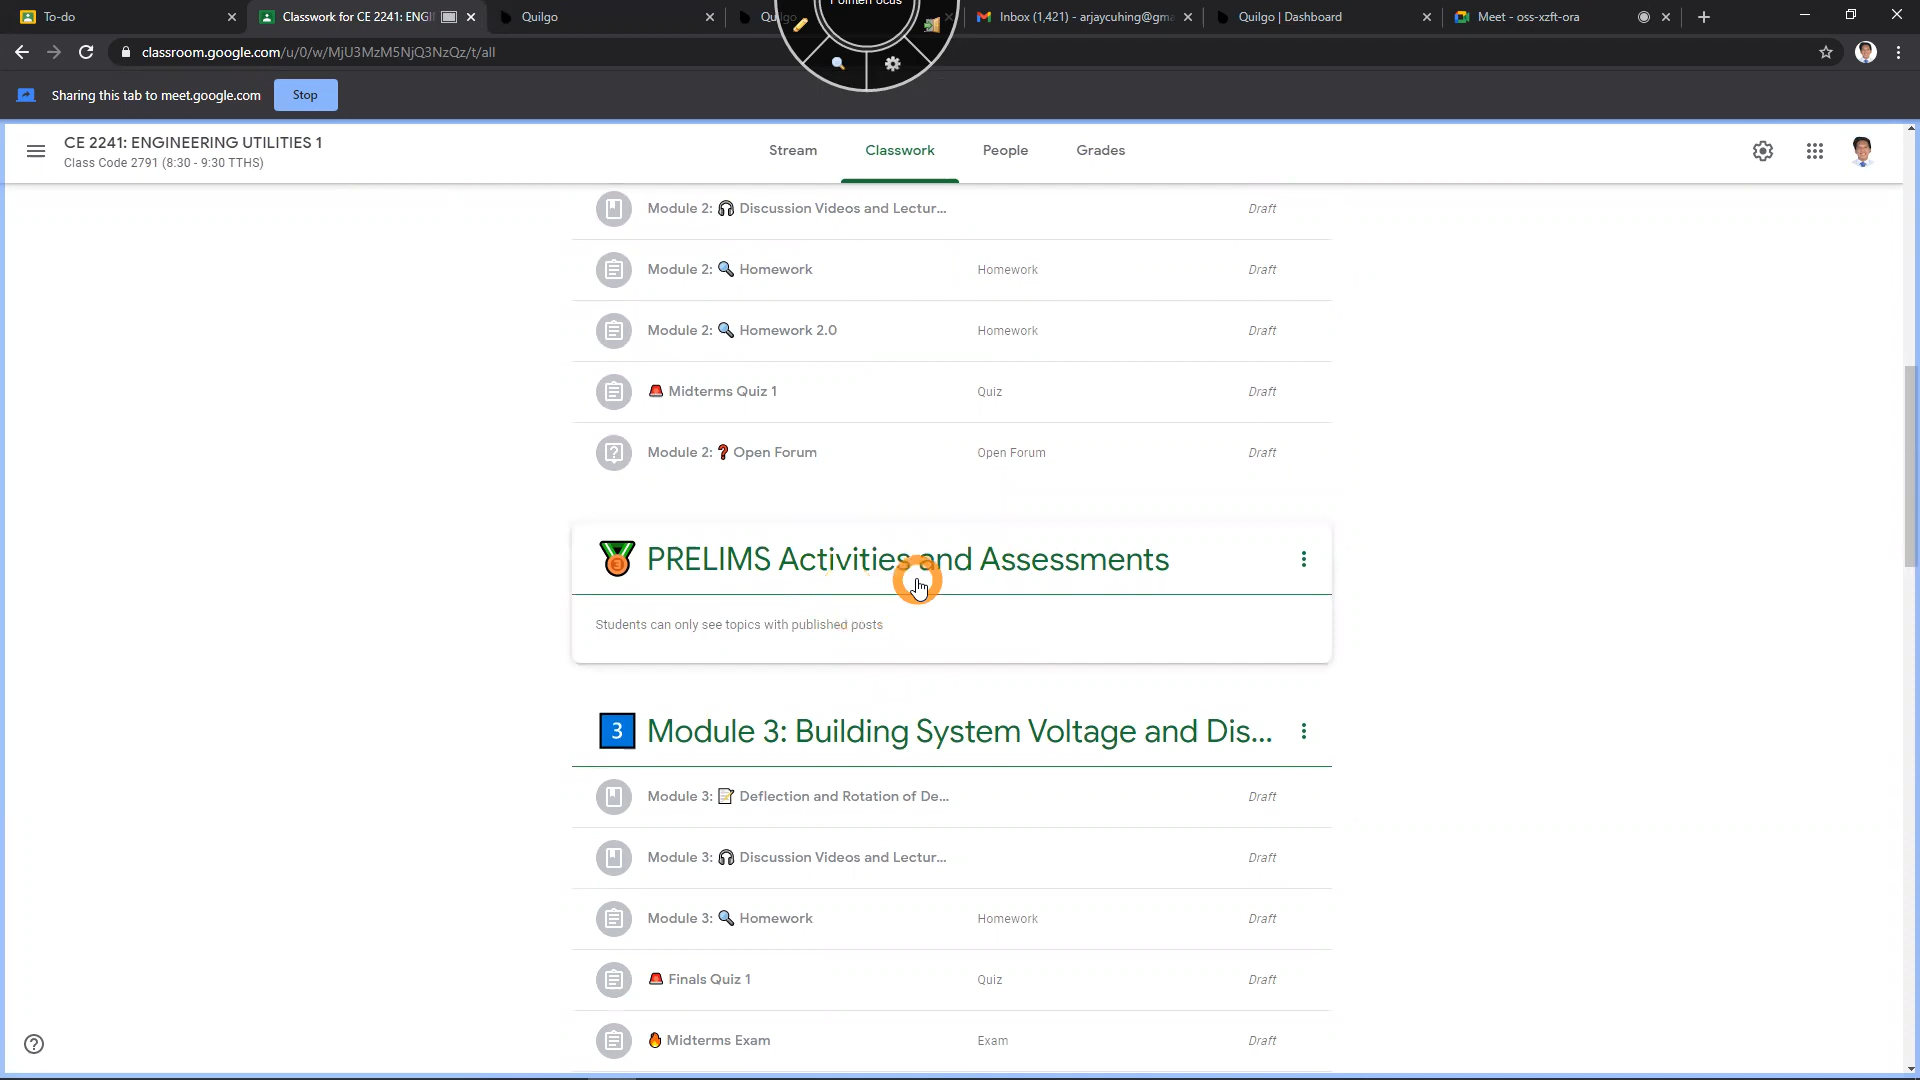 To-do
Classwork for CE 2241: ENGI
Quilgo
Quilgo
Pointer Focus
Inbox (1,421) - arjaycuhing@gma
Quilgo | Dashboard
Meet - oss-xzft-ora
classroom.google.com/u/0/w/MjU3MzM5NjQ3NzQz/t/all
Sharing this tab to meet.google.com
Stop
CE 2241: ENGINEERING UTILITIES 1
Class Code 2791 (8:30 - 9:30 TTHS)
Stream
Classwork
People
Grades
Module 2: 🎧 Discussion Videos and Lectur... Draft
Module 2: 🔍 Homework Homework Draft
Module 2: 🔍 Homework 2.0 Homework Draft
🚨 Midterms Quiz 1 Quiz Draft
Module 2: ❓ Open Forum Open Forum Draft
🥉 PRELIMS Activities and Assessments
Students can only see topics with published posts
3 Module 3: Building System Voltage and Dis...
Module 3: 📝 Deflection and Rotation of De... Draft
Module 3: 🎧 Discussion Videos and Lectur... Draft
Module 3: 🔍 Homework Homework Draft
🚨 Finals Quiz 1 Quiz Draft
🔥 Midterms Exam Exam Draft